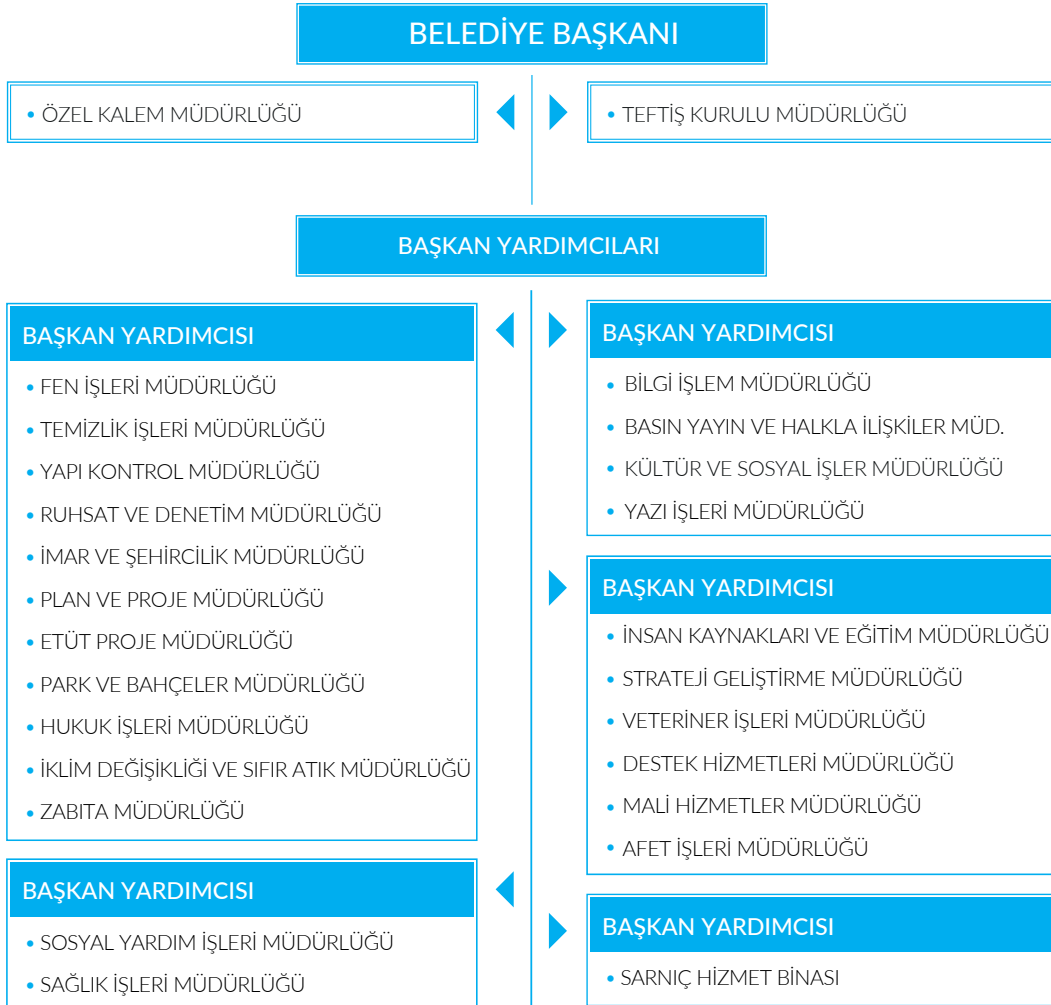 BELEDİYE BAŞKANI
• ÖZEL KALEM MÜDÜRLÜĞÜ
• TEFTİŞ KURULU MÜDÜRLÜĞÜ
BAŞKAN YARDIMCILARI
BAŞKAN YARDIMCISI
• FEN İŞLERİ MÜDÜRLÜĞÜ
• TEMİZLİK İŞLERİ MÜDÜRLÜĞÜ
• YAPI KONTROL MÜDÜRLÜĞÜ
• RUHSAT VE DENETİM MÜDÜRLÜĞÜ
• İMAR VE ŞEHİRCİLİK MÜDÜRLÜĞÜ
• PLAN VE PROJE MÜDÜRLÜĞÜ
• ETÜT PROJE MÜDÜRLÜĞÜ
• PARK VE BAHÇELER MÜDÜRLÜĞÜ
• HUKUK İŞLERİ MÜDÜRLÜĞÜ
• İKLİM DEĞİŞİKLİĞİ VE SIFIR ATIK MÜDÜRLÜĞÜ
• ZABITA MÜDÜRLÜĞÜ
BAŞKAN YARDIMCISI
• SOSYAL YARDIM İŞLERİ MÜDÜRLÜĞÜ
• SAĞLIK İŞLERİ MÜDÜRLÜĞÜ
BAŞKAN YARDIMCISI
• BİLGİ İŞLEM MÜDÜRLÜĞÜ
• BASIN YAYIN VE HALKLA İLİŞKİLER MÜD.
• KÜLTÜR VE SOSYAL İŞLER MÜDÜRLÜĞÜ
• YAZI İŞLERİ MÜDÜRLÜĞÜ
BAŞKAN YARDIMCISI
• İNSAN KAYNAKLARI VE EĞİTİM MÜDÜRLÜĞÜ
• STRATEJİ GELİŞTİRME MÜDÜRLÜĞÜ
• VETERİNER İŞLERİ MÜDÜRLÜĞÜ
• DESTEK HİZMETLERİ MÜDÜRLÜĞÜ
• MALİ HİZMETLER MÜDÜRLÜĞÜ
• AFET İŞLERİ MÜDÜRLÜĞÜ
BAŞKAN YARDIMCISI
• SARNIÇ HİZMET BİNASI